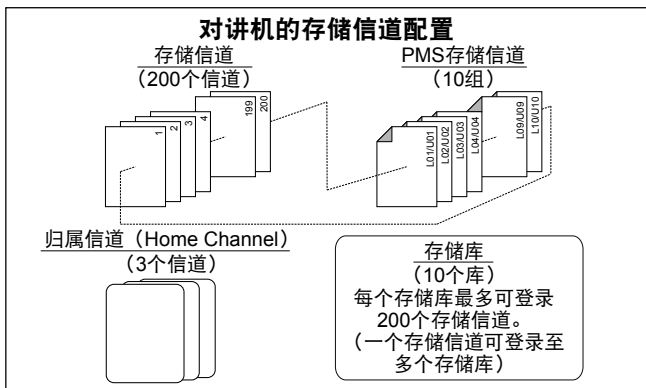 对讲机的存储信道配置
存储信道
（200个信道）
1
2
3
4
199
200
PMS存储信道
（10组）
L01/U01
L02/U02
L03/U03
L04/U04
L09/U09
L10/U10
归属信道（Home Channel）
（3个信道）
存储库
（10个库）
每个存储库最多可登录
200个存储信道。
（一个存储信道可登录至
多个存储库）